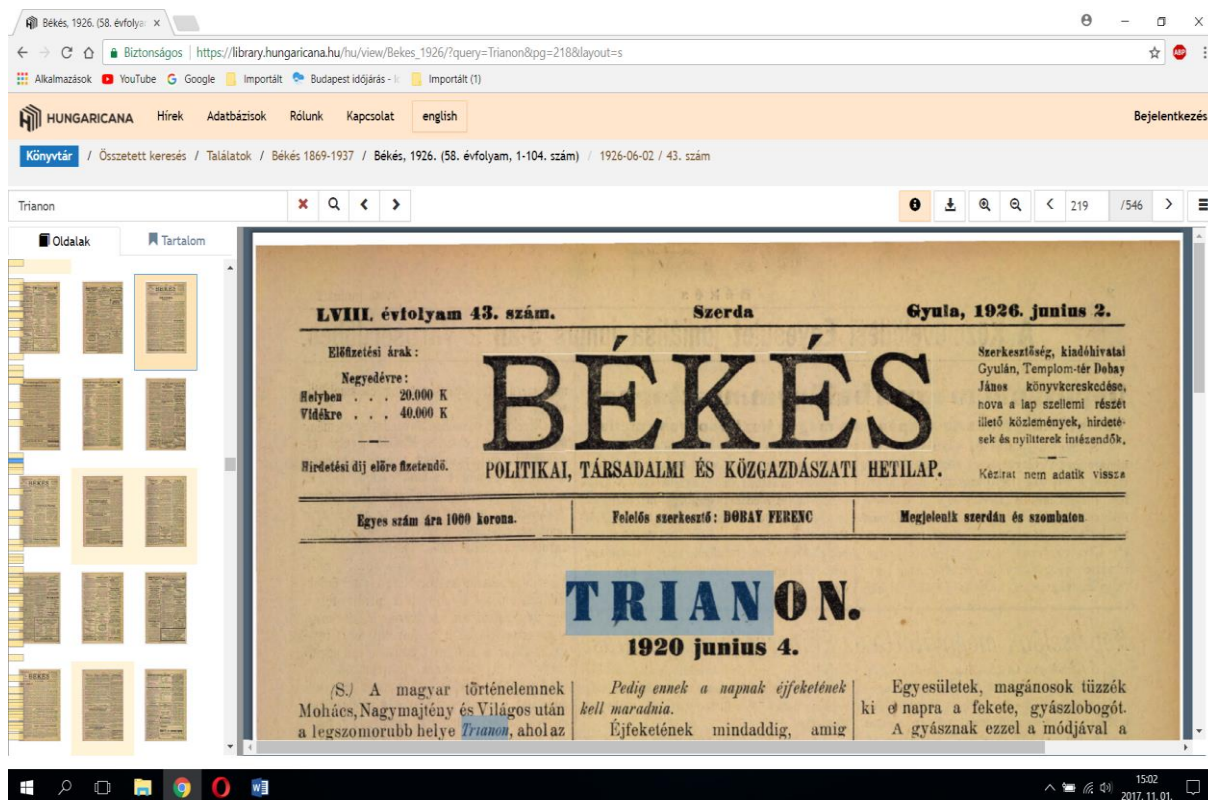 Békés, 1926. (58. évfolya
Biztonságos | https://library.hungaricana.hu/hu/view/Bekes_1926/?query=Trianon&pg=218&layout=s
ABP
Alkalmazások YouTube Google Importált Budapest időjárás - k Importált (1)
HUNGARICANA Hírek Adatbázisok Rólunk Kapcsolat english Bejelentkezés
Könyvtár / Összetett keresés / Találatok / Békés 1869-1937 / Békés, 1926. (58. évfolyam, 1-104. szám) / 1926-06-02 / 43. szám
Trianon 219 /546
Oldalak Tartalom
LVIII. évfolyam 43. szám. Szerda Gyula, 1926. junius 2.
Előfizetési árak:
Negyedévre:
Helyben . . . 20.000 K
Vidékre . . . 40.000 K
Hirdetési dij előre fizetendő.
BÉKÉS
POLITIKAI, TÁRSADALMI ÉS KÖZGAZDÁSZATI HETILAP.
Szerkesztőség, kiadóhivatal
Gyulán, Templom-tér Dobay
János könyvkereskedése,
hova a lap szellemi részét
illető közlemények, hirdeté-
sek és nyiltterek intézendők.
Kézirat nem adatik vissza
Egyes szám ára 1000 korona. Felelős szerkesztő: DOBAY FERENC Megjelenik szerdán és szombaton
TRIANON.
1920 junius 4.
(S.) A magyar történelemnek
Mohács, Nagymajtény és Világos után
a legszomorubb helye Trianon, ahol az
Pedig ennek a napnak éjfeketének
kell maradnia.
Éjfeketének mindaddig, amig
Egyesületek, magánosok tüzzék
ki e napra a fekete, gyászlobogót.
A gyásznak ezzel a módjával a
15:02
2017. 11. 01.